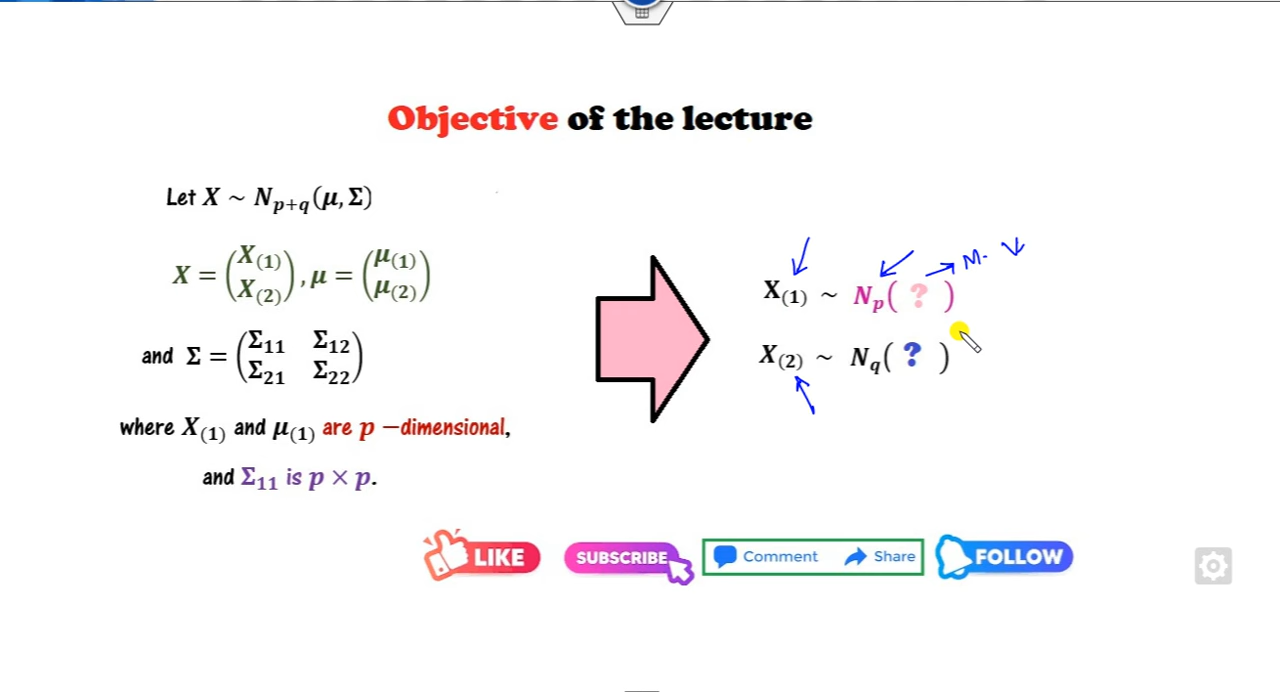 Objective of the lecture
Let X ~ N_{p+q}(μ, Σ)
X = (X_(1) X_(2)), μ = (μ_(1) μ_(2))
and Σ = (Σ_11 Σ_12 Σ_21 Σ_22)
where X_(1) and μ_(1) are p −dimensional,
and Σ_11 is p × p.
X_(1) ~ N_p( ? ) → M.
X_(2) ~ N_q( ? )
LIKE
SUBSCRIBE
Comment
Share
FOLLOW